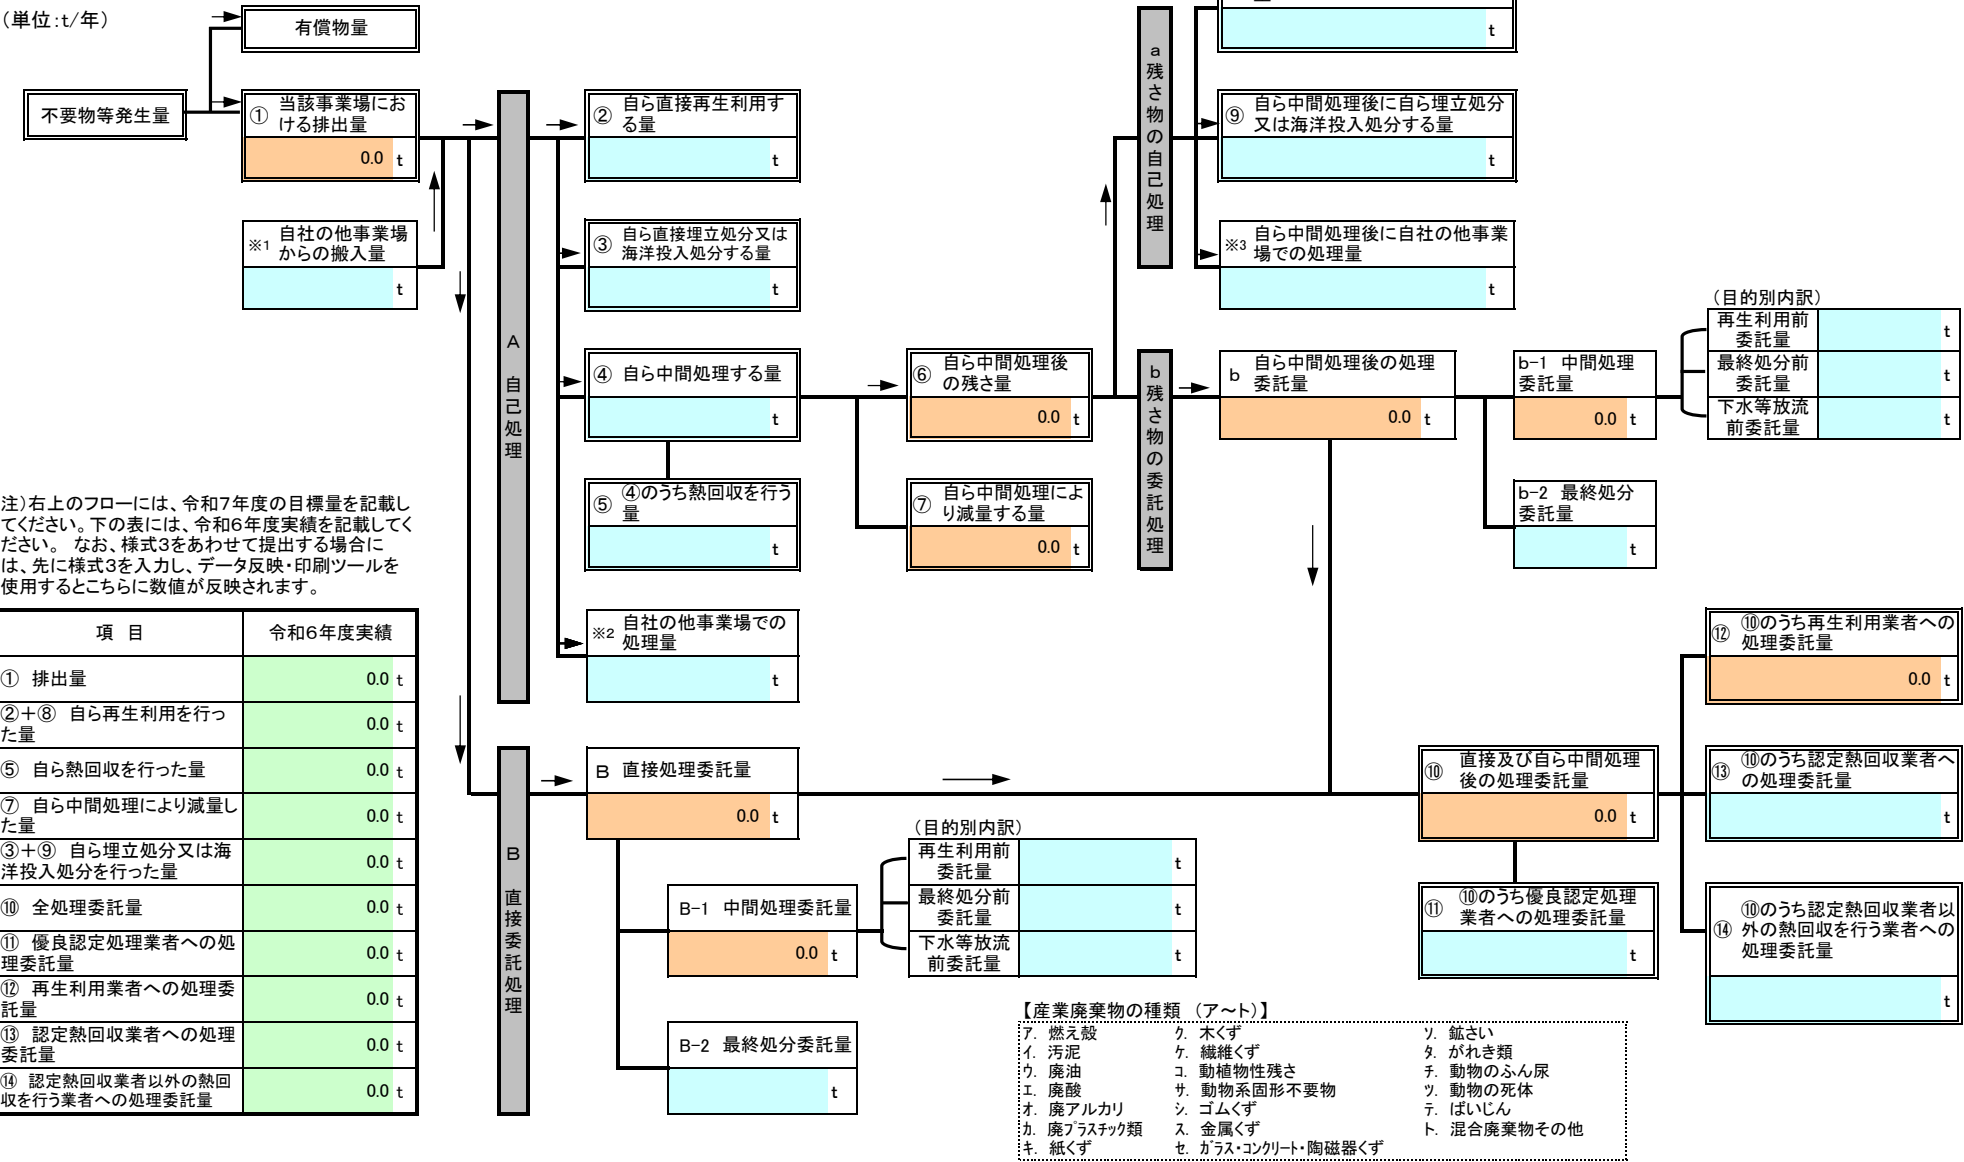 （単位：t/年）
有償物量
不要物等発生量
① 当該事業場にお
ける排出量
0.0 t
※1 自社の他事業場
からの搬入量
t
A
自
己
処
理
② 自ら直接再生利用す
る量
t
③ 自ら直接埋立処分又は
海洋投入処分する量
t
④ 自ら中間処理する量
t
⑤ ④のうち熱回収を行う
量
t
※2 自社の他事業場での
処理量
t
⑥ 自ら中間処理後
の残さ量
0.0 t
⑦ 自ら中間処理によ
り減量する量
0.0 t
a
残
さ
物
の
自
己
処
理
t
⑨ 自ら中間処理後に自ら埋立処分
又は海洋投入処分する量
t
※3 自ら中間処理後に自社の他事業
場での処理量
t
b
残
さ
物
の
委
託
処
理
b 自ら中間処理後の処理
委託量
0.0 t
b-1 中間処理
委託量
0.0 t
b-2 最終処分
委託量
t
（目的別内訳）
再生利用前
委託量
t
最終処分前
委託量
t
下水等放流
前委託量
t
注）右上のフローには、令和７年度の目標量を記載し
てください。下の表には、令和６年度実績を記載してく
ださい。 なお、様式３をあわせて提出する場合に
は、先に様式３を入力し、データ反映・印刷ツールを
使用するとこちらに数値が反映されます。
項 目 令和６年度実績
① 排出量 0.0 t
②＋⑧ 自ら再生利用を行っ
た量 0.0 t
⑤ 自ら熱回収を行った量 0.0 t
⑦ 自ら中間処理により減量し
た量 0.0 t
③＋⑨ 自ら埋立処分又は海
洋投入処分を行った量 0.0 t
⑩ 全処理委託量 0.0 t
⑪ 優良認定処理業者への処
理委託量 0.0 t
⑫ 再生利用業者への処理委
託量 0.0 t
⑬ 認定熱回収業者への処理
委託量 0.0 t
⑭ 認定熱回収業者以外の熱回
収を行う業者への処理委託量 0.0 t
B
直
接
委
託
処
理
B 直接処理委託量
0.0 t
B-1 中間処理委託量
0.0 t
B-2 最終処分委託量
t
（目的別内訳）
再生利用前
委託量
t
最終処分前
委託量
t
下水等放流
前委託量
t
⑩ 直接及び自ら中間処理
後の処理委託量
0.0 t
⑪ ⑩のうち優良認定処理
業者への処理委託量
t
⑫ ⑩のうち再生利用業者への
処理委託量
0.0 t
⑬ ⑩のうち認定熱回収業者へ
の処理委託量
t
⑭ ⑩のうち認定熱回収業者以
外の熱回収を行う業者への
処理委託量
t
【産業廃棄物の種類 （ア～ト）】
ア. 燃え殻 ク. 木くず ソ. 鉱さい
イ. 汚泥 ケ. 繊維くず タ. がれき類
ウ. 廃油 コ. 動植物性残さ チ. 動物のふん尿
エ. 廃酸 サ. 動物系固形不要物 ツ. 動物の死体
オ. 廃アルカリ シ. ゴムくず テ. ばいじん
カ. 廃プラスチック類 ス. 金属くず ト. 混合廃棄物その他
キ. 紙くず セ. ガラス・コンクリート・陶磁器くず